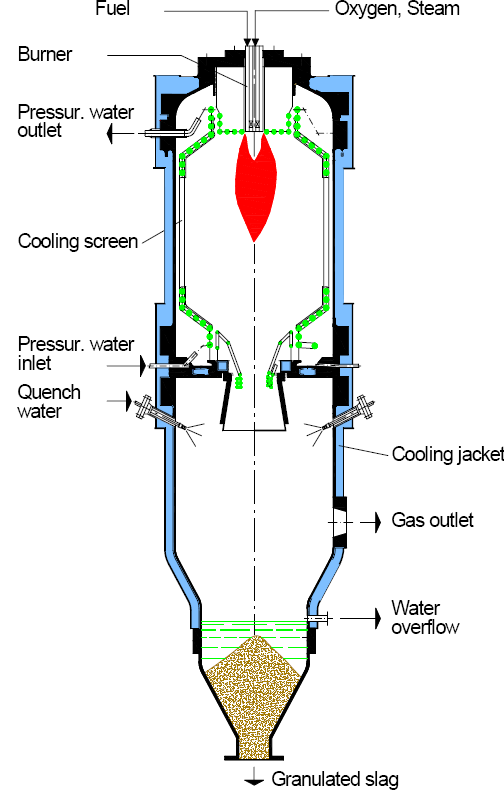 Fuel
Oxygen, Steam
Burner
Pressur. water
outlet
Cooling screen
Pressur. water
inlet
Quench
water
Cooling jacket
Gas outlet
Water
overflow
Granulated slag